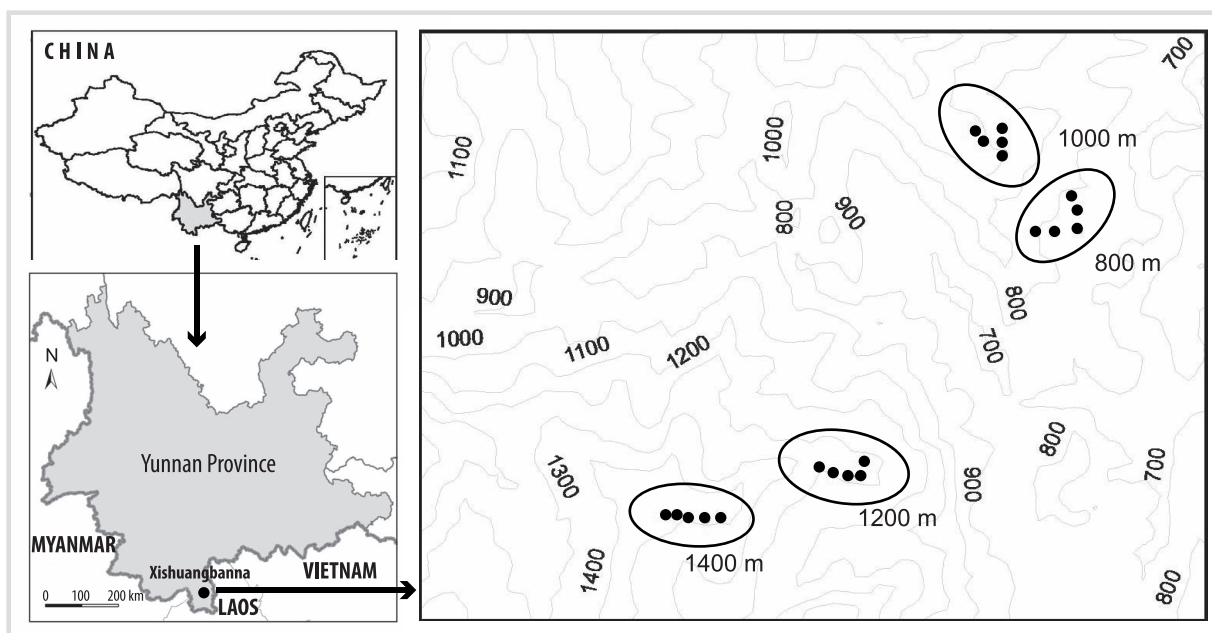 CHINA
N
Yunnan Province
MYANMAR
Xishuangbanna
VIETNAM
LAOS
0 100 200 km
700
1100
1000
1000 m
800
900
800 m
900
800
1000
1100
1200
700
1300
800
700
900
1200 m
1400 m
1400
800